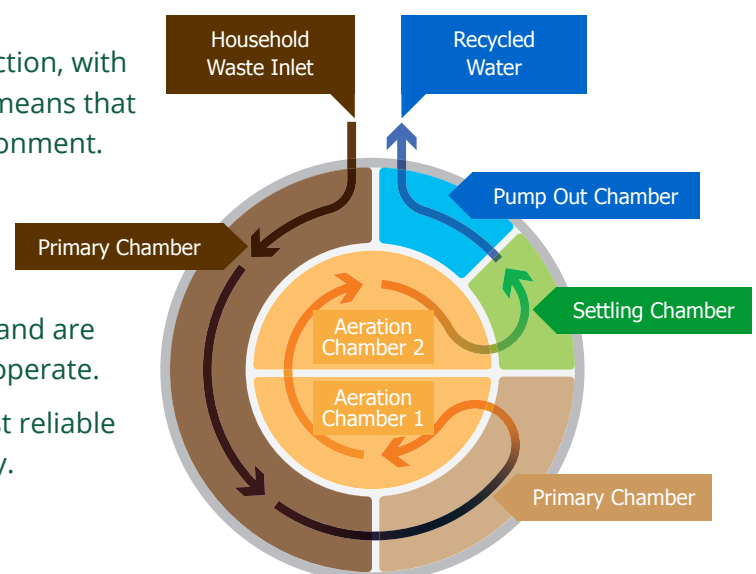 Household
Waste Inlet
Recycled
Water
ction, with
means that
onment.
Pump Out Chamber
Primary Chamber
Settling Chamber
and are
operate.
Aeration
Chamber 2
Aeration
Chamber 1
st reliable
y.
Primary Chamber